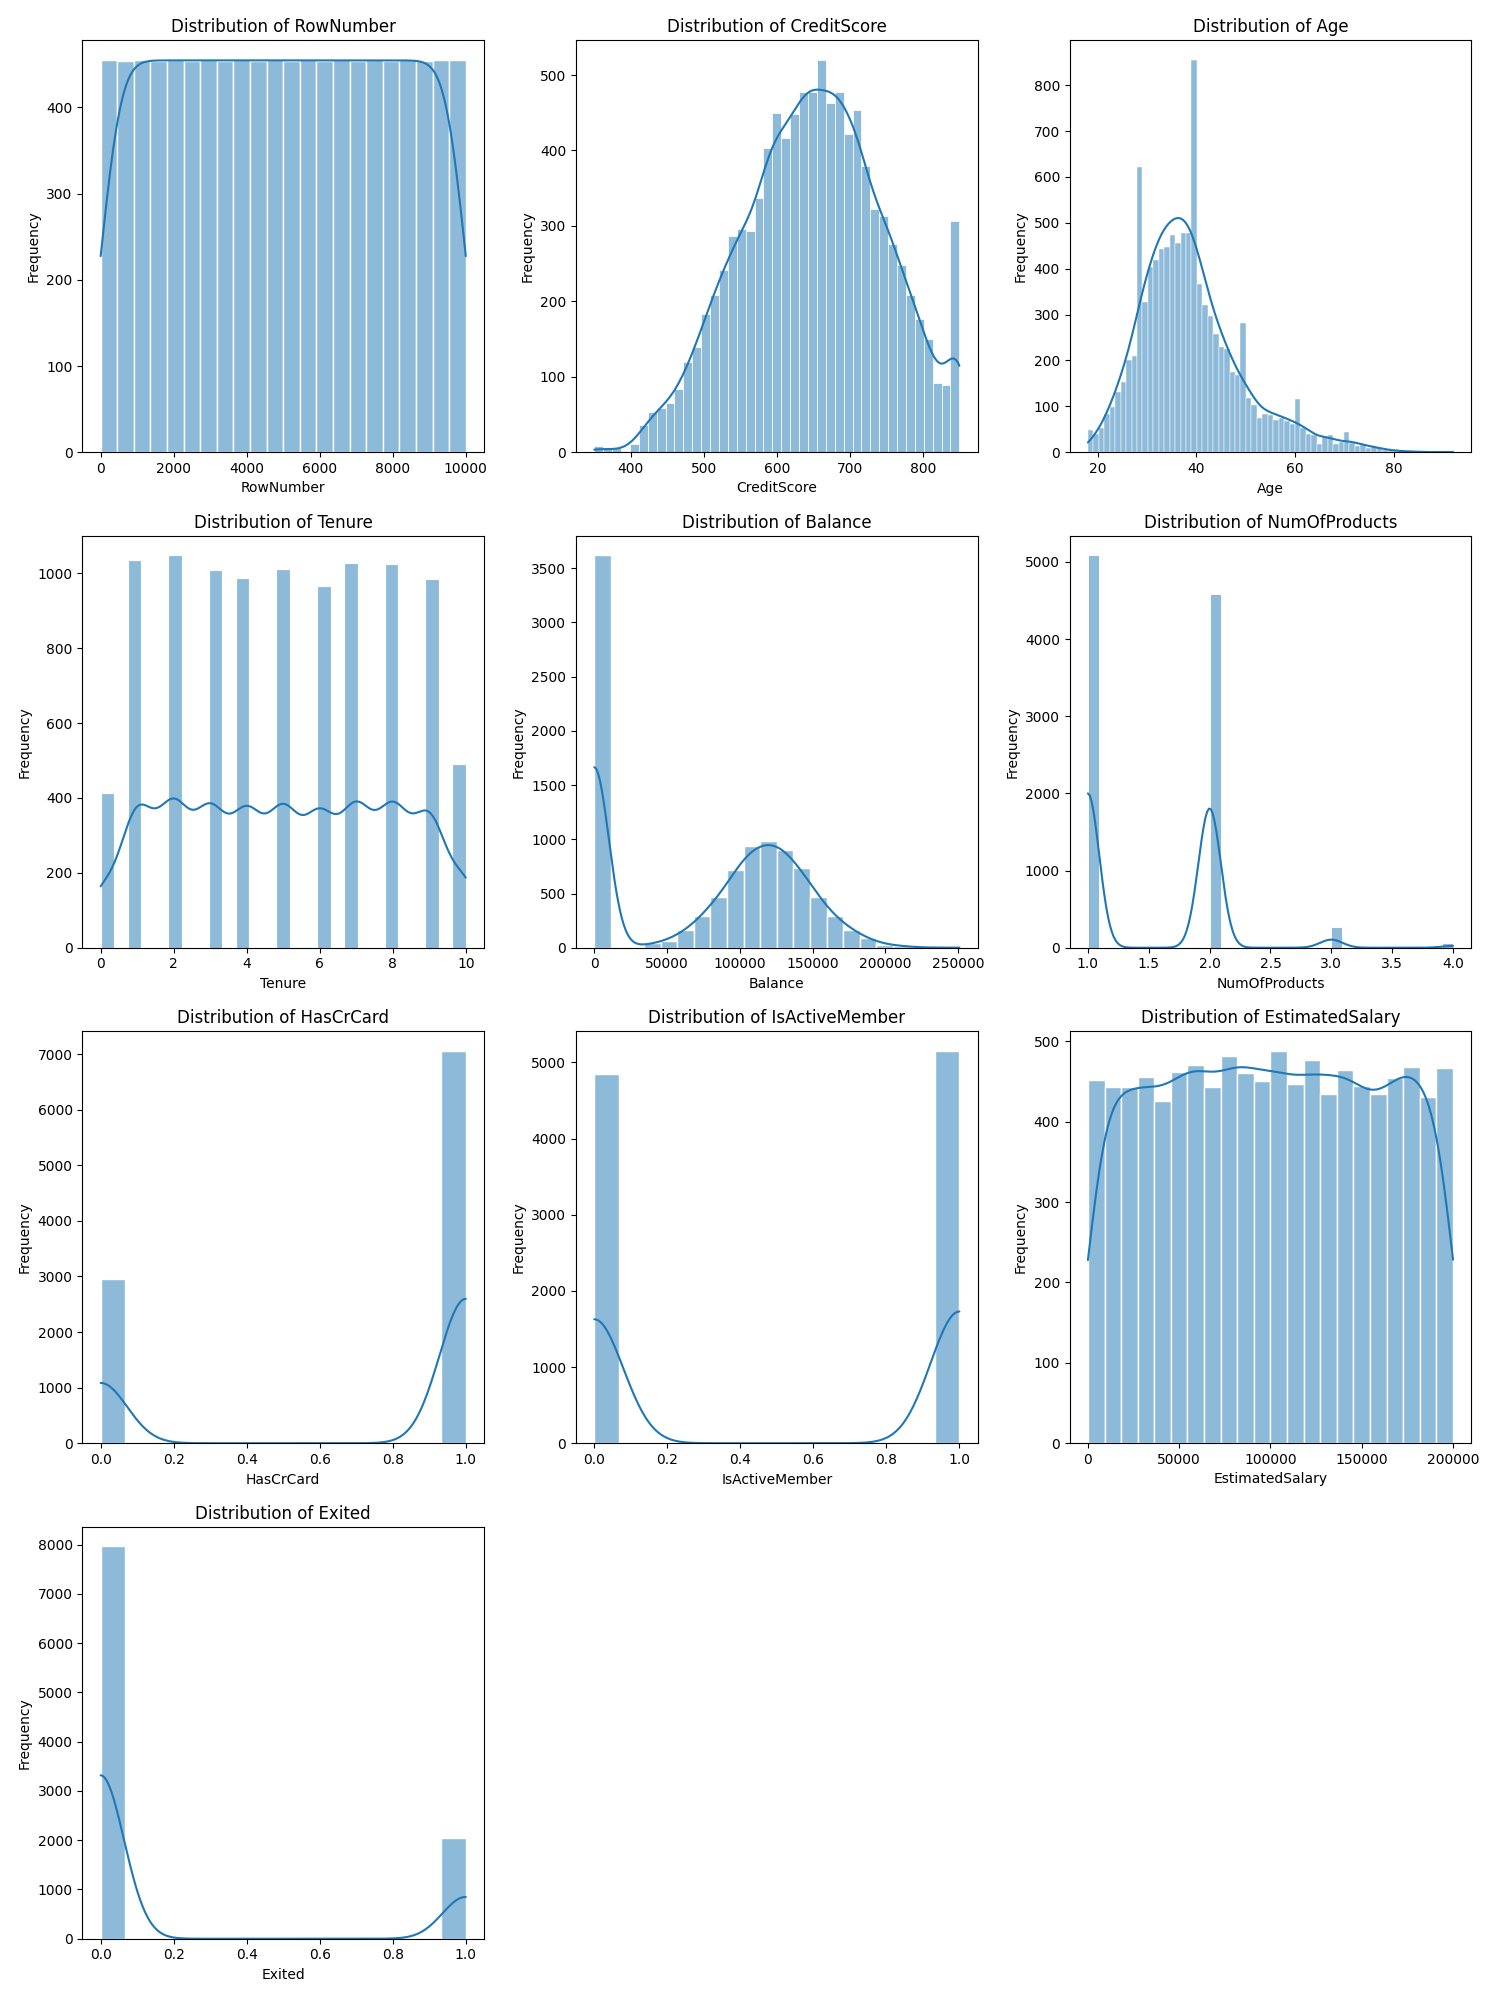 Distribution of RowNumber
Frequency
400
300
200
100
0
0 2000 4000 6000 8000 10000
RowNumber
Distribution of CreditScore
Frequency
500
400
300
200
100
0
400 500 600 700 800
CreditScore
Distribution of Age
Frequency
800
700
600
500
400
300
200
100
0
20 40 60 80
Age
Distribution of Tenure
Frequency
1000
800
600
400
200
0
0 2 4 6 8 10
Tenure
Distribution of Balance
Frequency
3500
3000
2500
2000
1500
1000
500
0
0 50000 100000 150000 200000 250000
Balance
Distribution of NumOfProducts
Frequency
5000
4000
3000
2000
1000
0
1.0 1.5 2.0 2.5 3.0 3.5 4.0
NumOfProducts
Distribution of HasCrCard
Frequency
7000
6000
5000
4000
3000
2000
1000
0
0.0 0.2 0.4 0.6 0.8 1.0
HasCrCard
Distribution of IsActiveMember
Frequency
5000
4000
3000
2000
1000
0
0.0 0.2 0.4 0.6 0.8 1.0
IsActiveMember
Distribution of EstimatedSalary
Frequency
500
400
300
200
100
0
0 50000 100000 150000 200000
EstimatedSalary
Distribution of Exited
Frequency
8000
7000
6000
5000
4000
3000
2000
1000
0
0.0 0.2 0.4 0.6 0.8 1.0
Exited